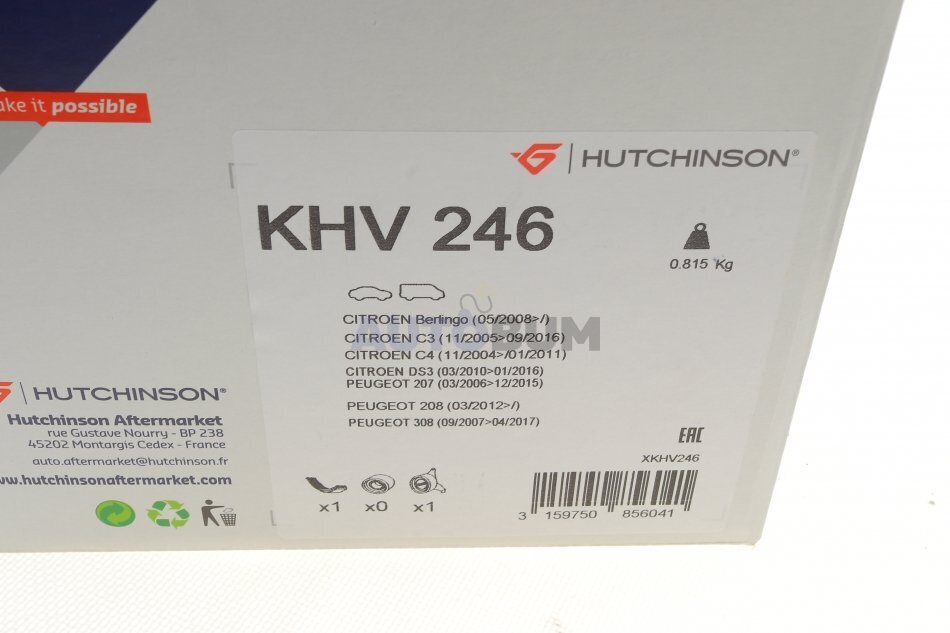 ake it possible
HUTCHINSON®
KHV 246
0.815 Kg
CITROEN Berlingo (05/2008>/)
AUTOBUM
CITROEN C3 (11/2005>09/2016)
CITROEN C4 (11/2004>/01/2011)
CITROEN DS3 (03/2010>01/2016)
PEUGEOT 207 (03/2006>12/2015)
PEUGEOT 208 (03/2012>/)
PEUGEOT 308 (09/2007>04/2017)
EAC
XKHV246
x1 x0 x1
3 159750 856041
HUTCHINSON®
Hutchinson Aftermarket
rue Gustave Nourry - BP 238
45202 Montargis Cedex - France
auto.aftermarket@hutchinson.fr
www.hutchinsonaftermarket.com